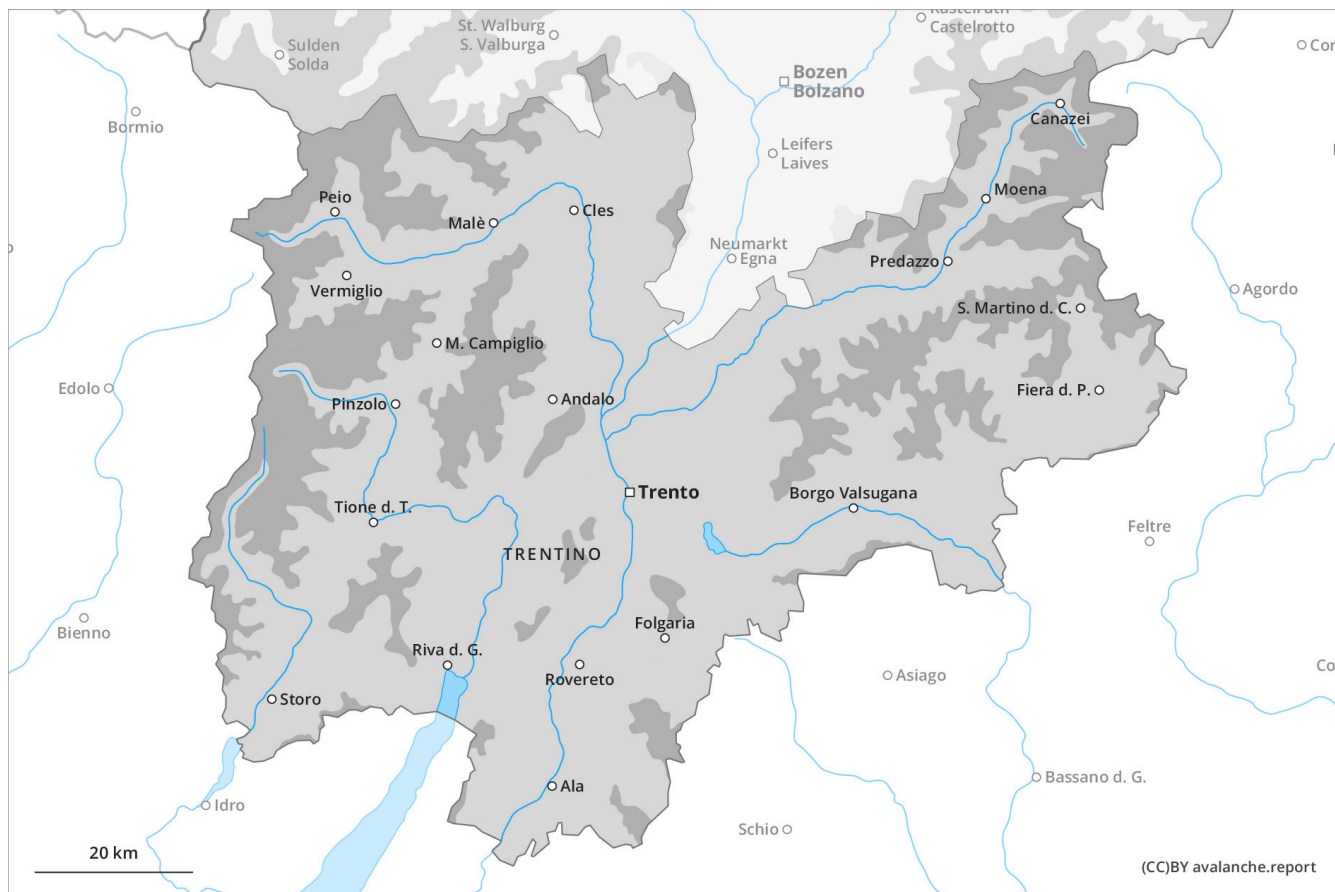 Kastelruth
Castelrotto
St. Walburg
S. Valburga
Sulden
Solda
Cor
Bozen
Bolzano
Bormio
Canazei
Leifers
Laives
Moena
Peio
Malè
Cles
Neumarkt
Egna
Predazzo
Vermiglio
Agordo
S. Martino d. C.
M. Campiglio
Edolo
Pinzolo
Andalo
Fiera d. P.
Trento
Borgo Valsugana
Tione d. T.
Feltre
TRENTINO
Bienno
Folgaria
Riva d. G.
Rovereto
Asiago
Co
Storo
Bassano d. G.
Ala
Idro
Schio
20 km
(CC)BY avalanche.report